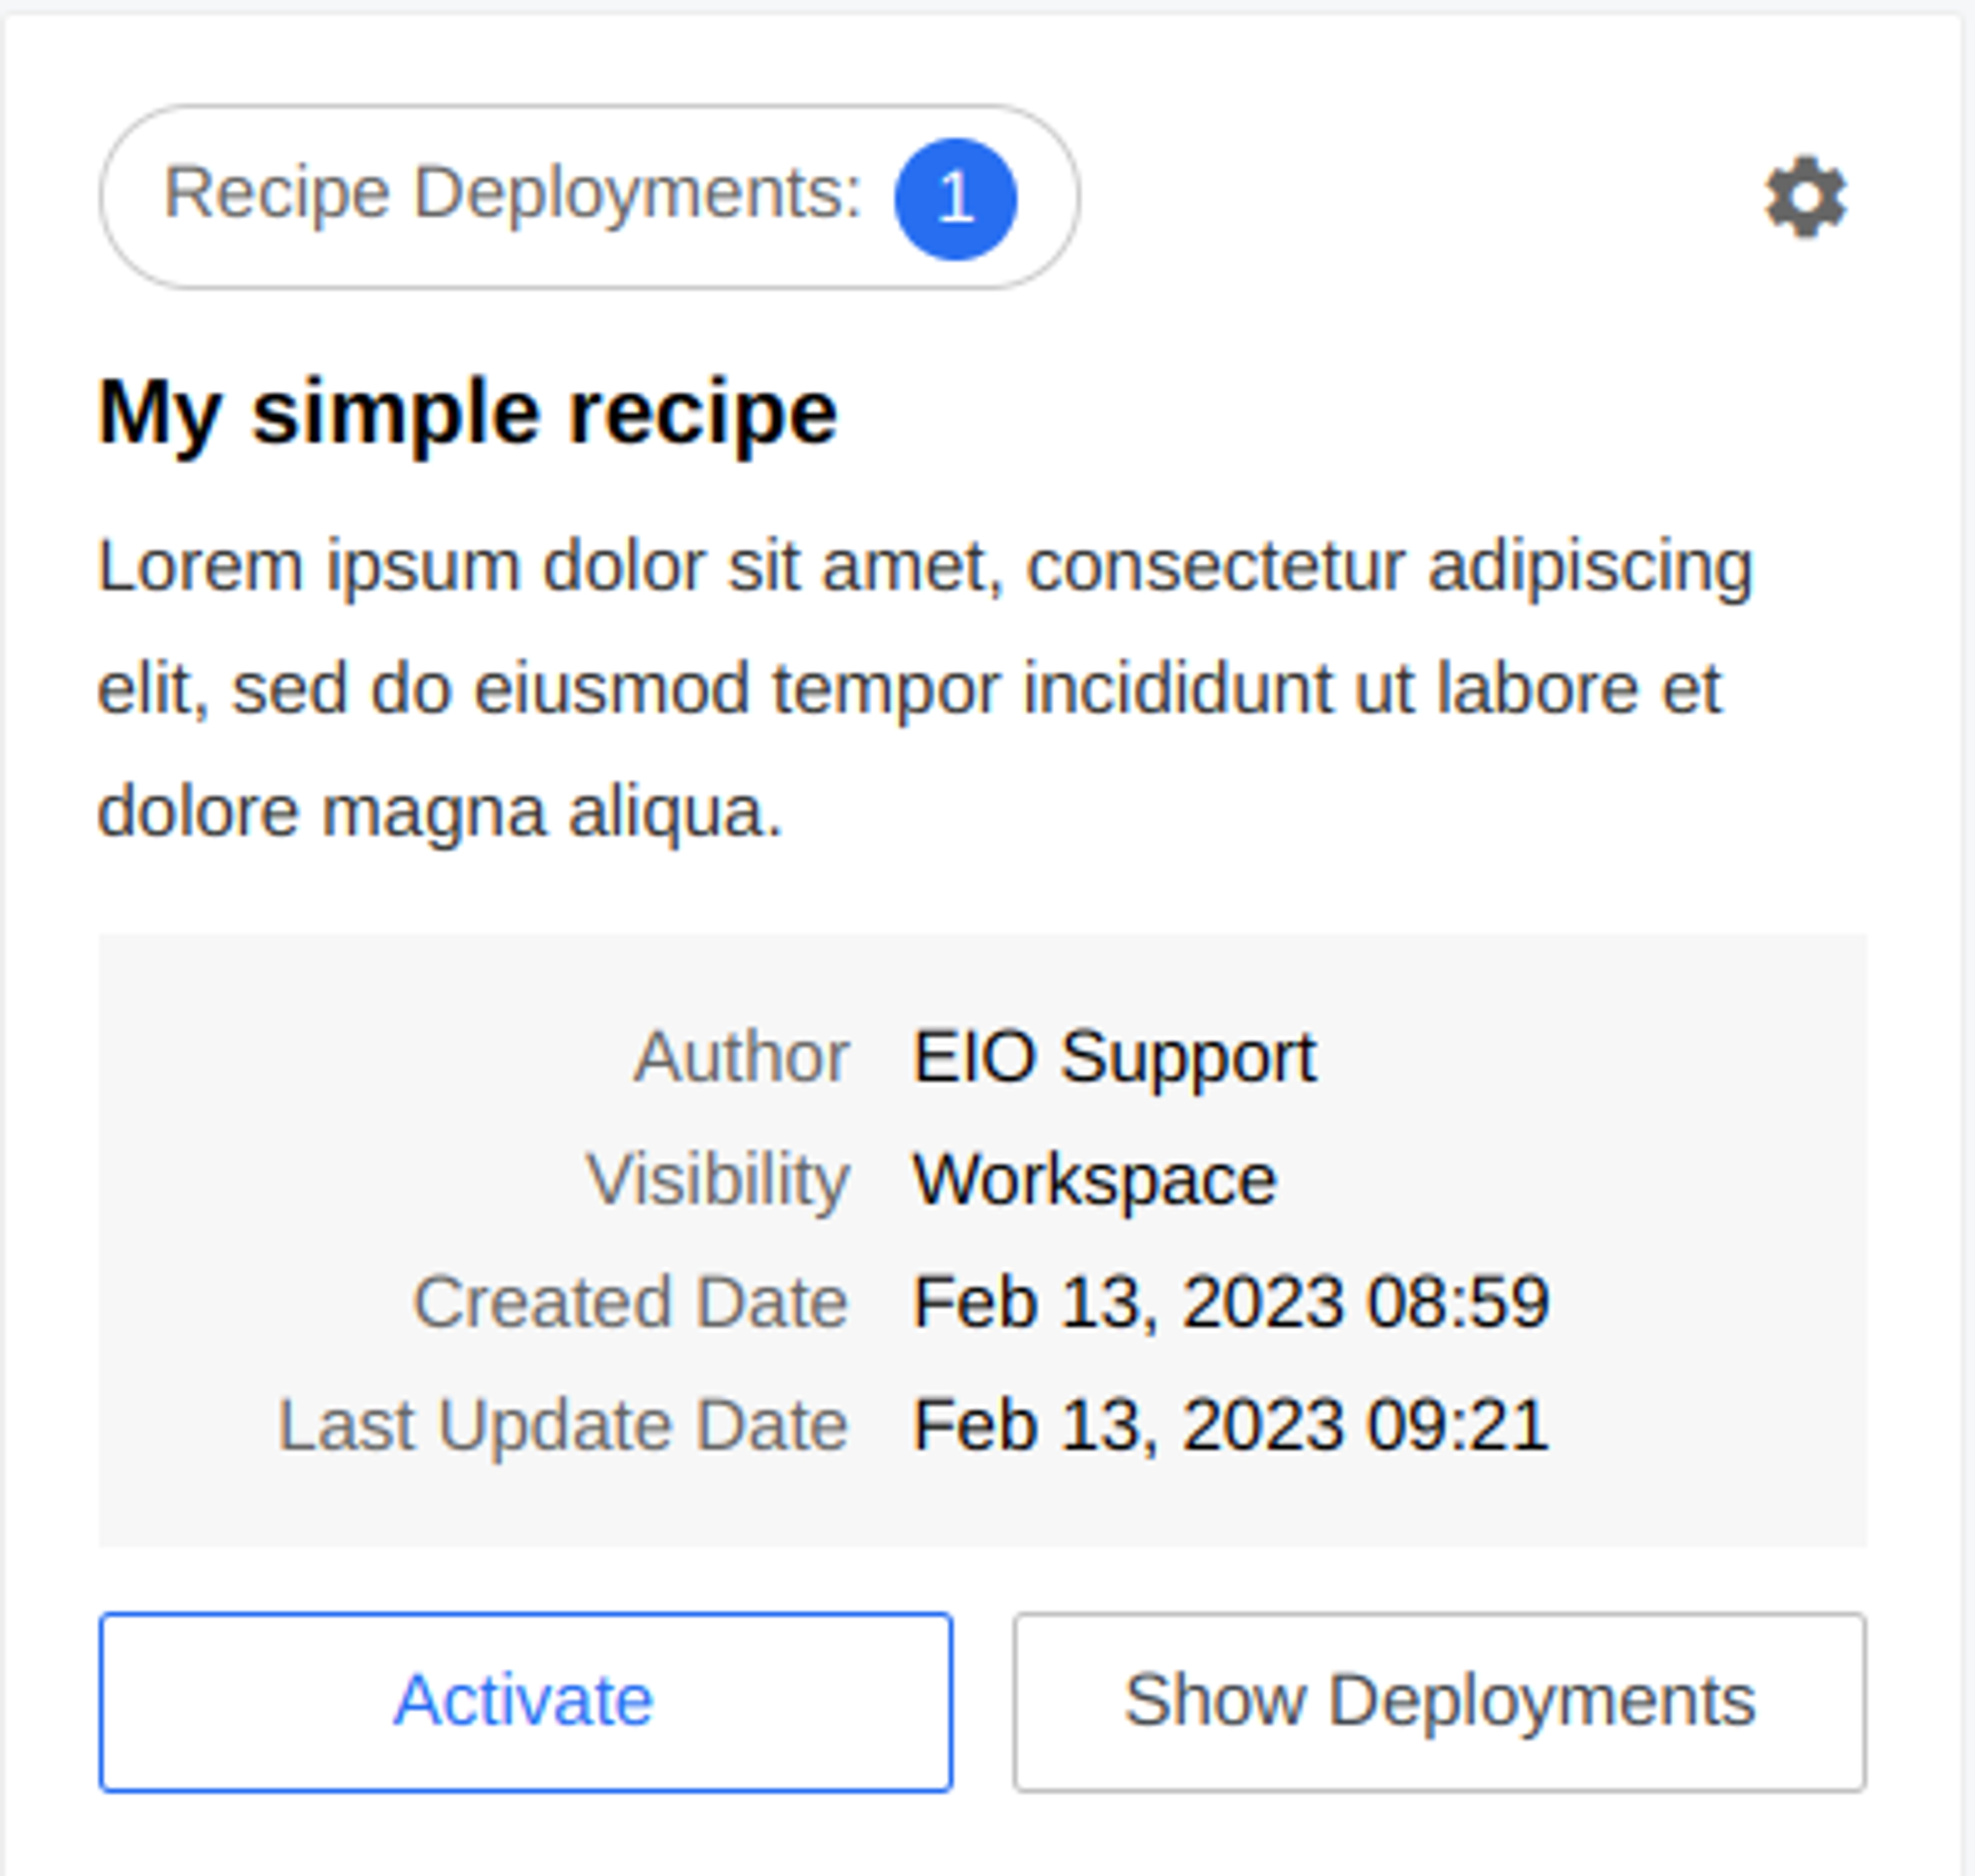 Recipe Deployments: 1
My simple recipe
Lorem ipsum dolor sit amet, consectetur adipiscing
elit, sed do eiusmod tempor incididunt ut labore et
dolore magna aliqua.
Author EIO Support
Visibility Workspace
Created Date Feb 13, 2023 08:59
Last Update Date Feb 13, 2023 09:21
Activate Show Deployments